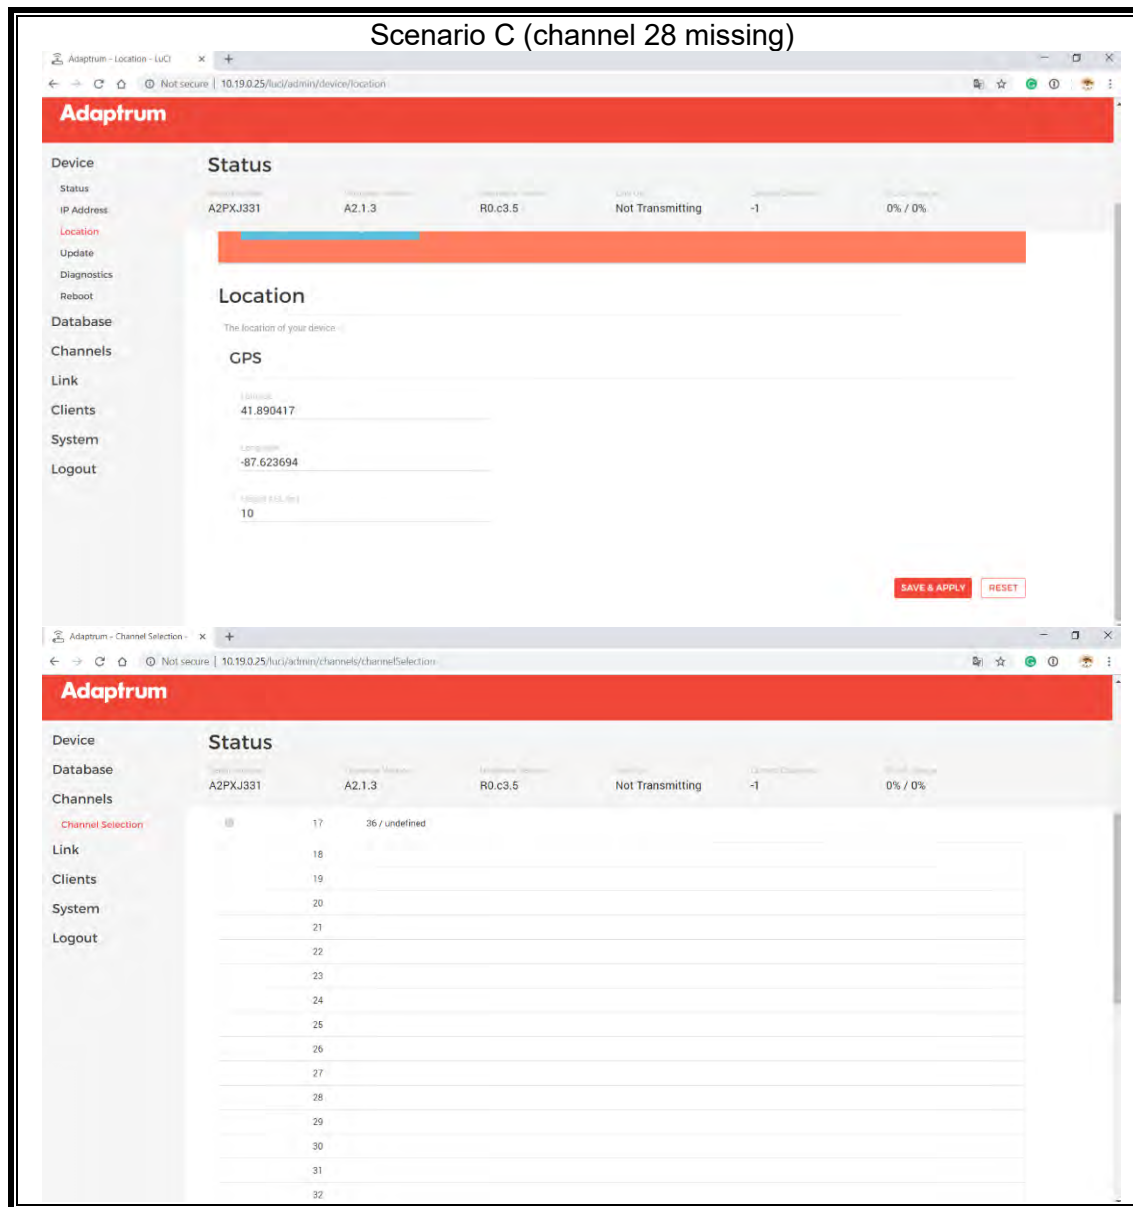 Scenario C (channel 28 missing)
Adaptrum - Location - LuCI
Not secure | 10.19.0.25/luci/admin/device/location
Adaptrum
Device
Status
IP Address
Location
Update
Diagnostics
Reboot
Database
Channels
Link
Clients
System
Logout
Status
A2PXJ331 A2.1.3 R0.c3.5 Not Transmitting -1 0% / 0%
Location
The location of your device
GPS
41.890417
-87.623694
10
SAVE & APPLY RESET
Adaptrum - Channel Selection -
Not secure | 10.19.0.25/luci/admin/channels/channelSelection
Adaptrum
Device
Database
Channels
Channel Selection
Link
Clients
System
Logout
Status
A2PXJ331 A2.1.3 R0.c3.5 Not Transmitting -1 0% / 0%
17 36 / undefined
18
19
20
21
22
23
24
25
26
27
28
29
30
31
32